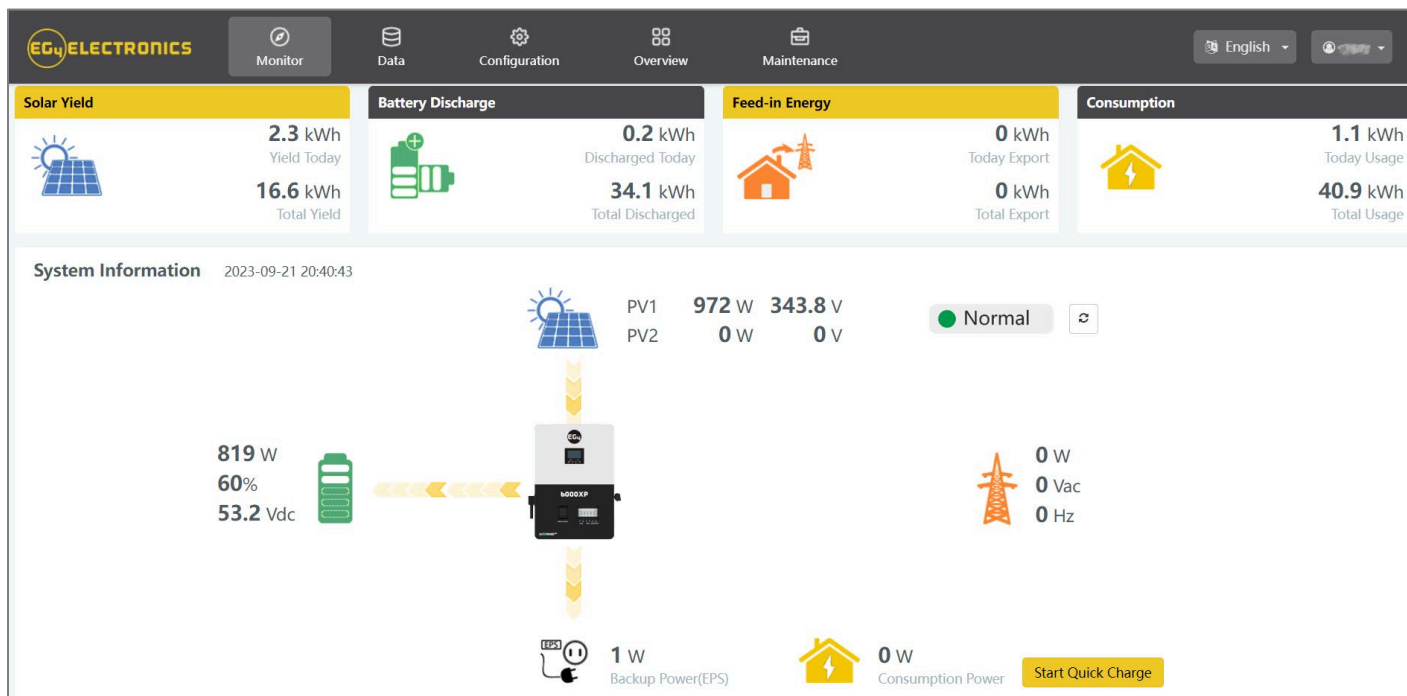 EG4 ELECTRONICS
Monitor
Data
Configuration
Overview
Maintenance
English
Solar Yield
2.3 kWh
Yield Today
16.6 kWh
Total Yield
Battery Discharge
0.2 kWh
Discharged Today
34.1 kWh
Total Discharged
Feed-in Energy
0 kWh
Today Export
0 kWh
Total Export
Consumption
1.1 kWh
Today Usage
40.9 kWh
Total Usage
System Information 2023-09-21 20:40:43
PV1 972 W 343.8 V
PV2 0 W 0 V
Normal
819 W
60%
53.2 Vdc
EG4
6000XP
0 W
0 Vac
0 Hz
EPS
1 W
Backup Power(EPS)
0 W
Consumption Power
Start Quick Charge